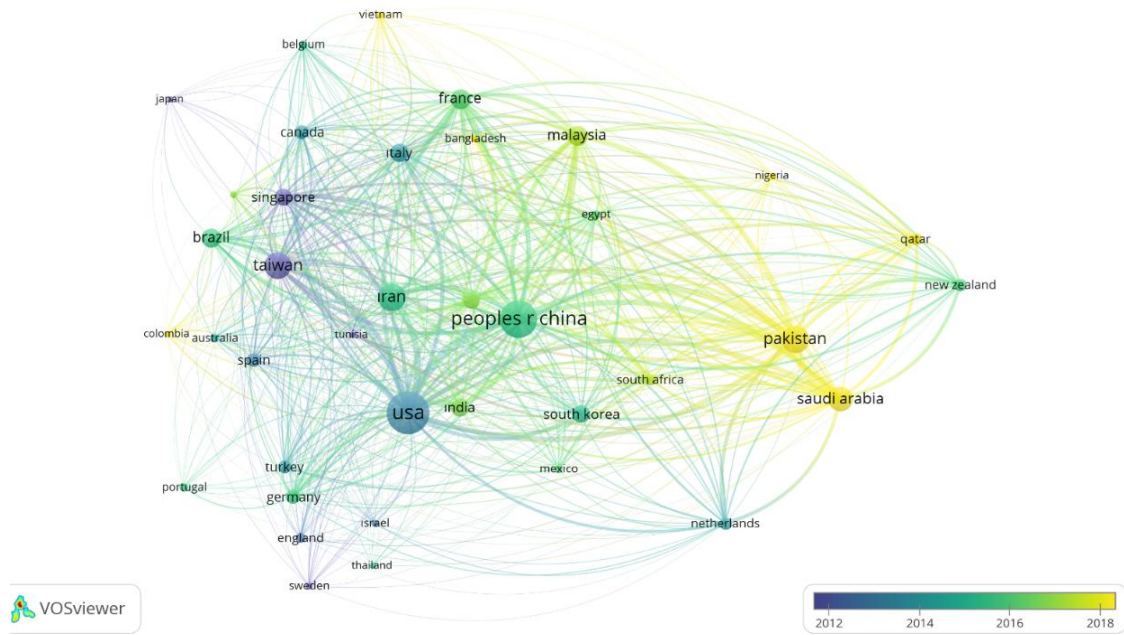 vietnam
belgium
japan
france
canada
bangladesh
malaysia
italy
nigeria
singapore
egypt
brazil
qatar
taiwan
new zealand
iran
peoples r china
colombia
australia
tunisia
pakistan
spain
south africa
saudi arabia
usa
india
south korea
turkey
mexico
portugal
germany
israel
netherlands
england
thailand
sweden
VOSviewer
2012 2014 2016 2018